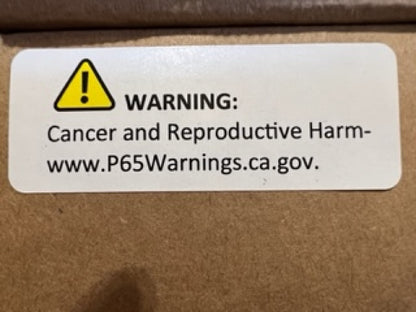 WARNING:
Cancer and Reproductive Harm-
www.P65Warnings.ca.gov.